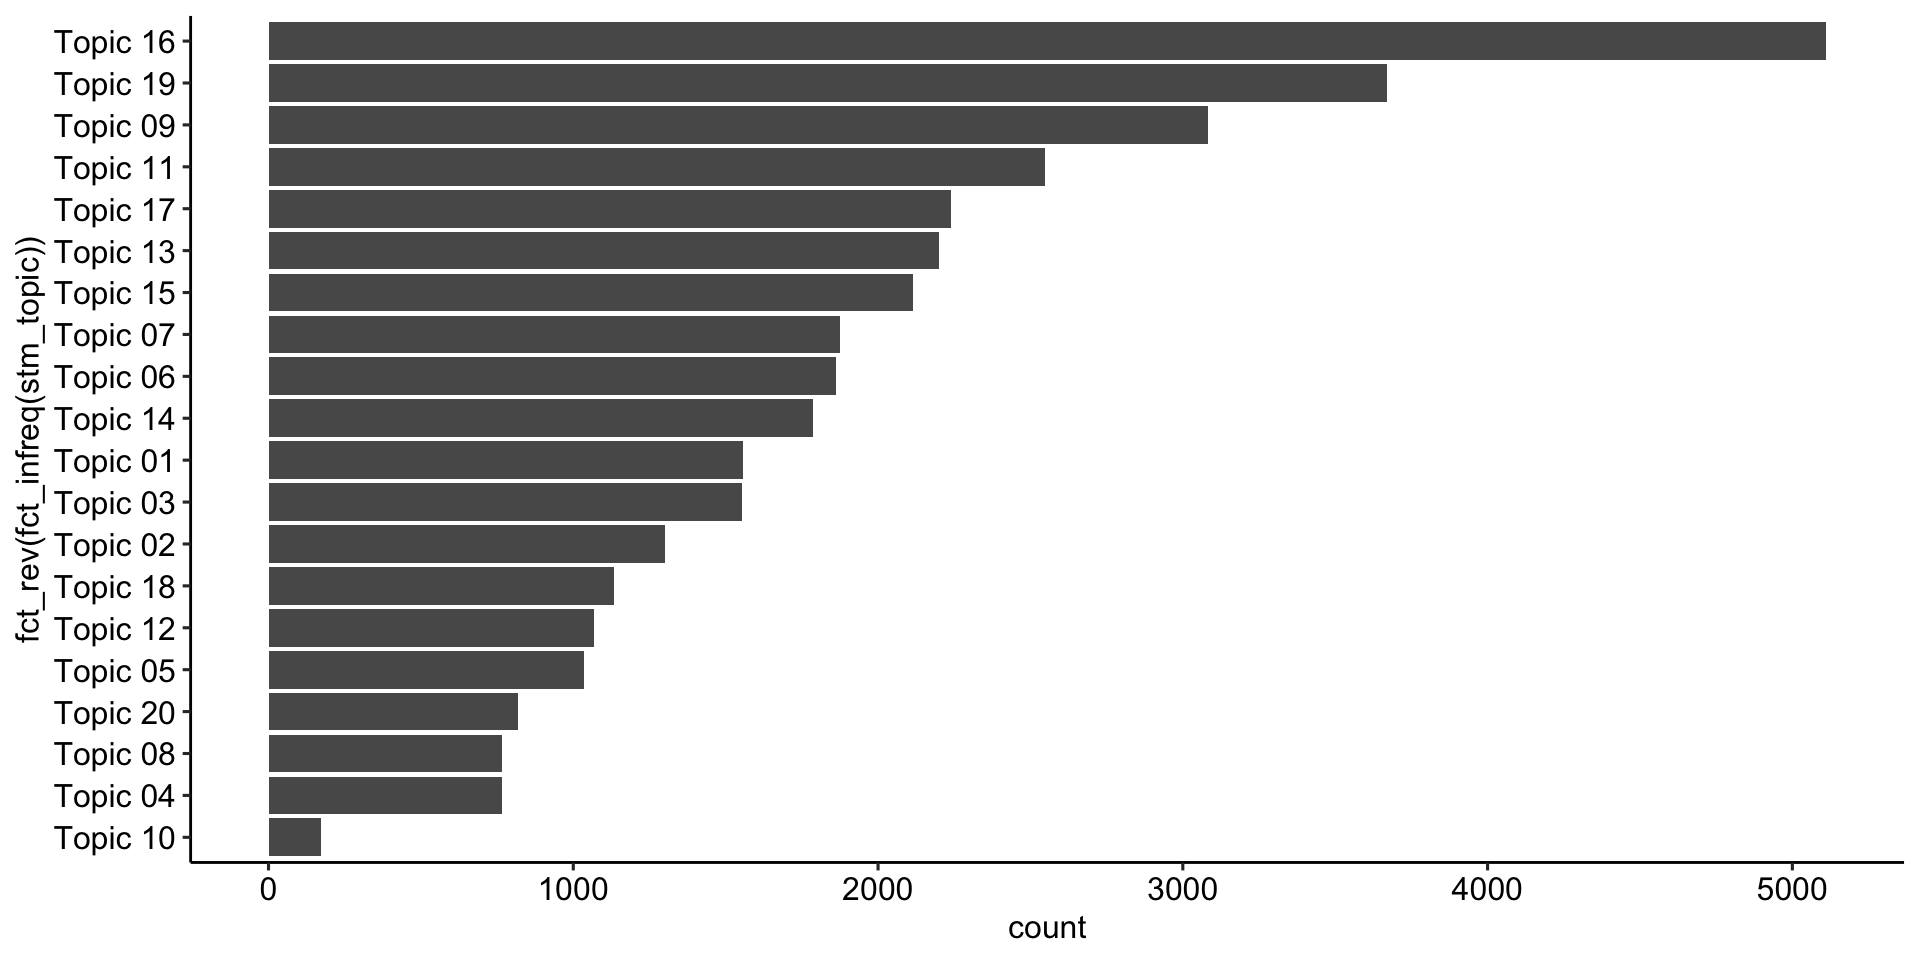 fct_rev(fct_infreq(stm_topic))
Topic 16
Topic 19
Topic 09
Topic 11
Topic 17
Topic 13
Topic 15
Topic 07
Topic 06
Topic 14
Topic 01
Topic 03
Topic 02
Topic 18
Topic 12
Topic 05
Topic 20
Topic 08
Topic 04
Topic 10
0 1000 2000 3000 4000 5000
count